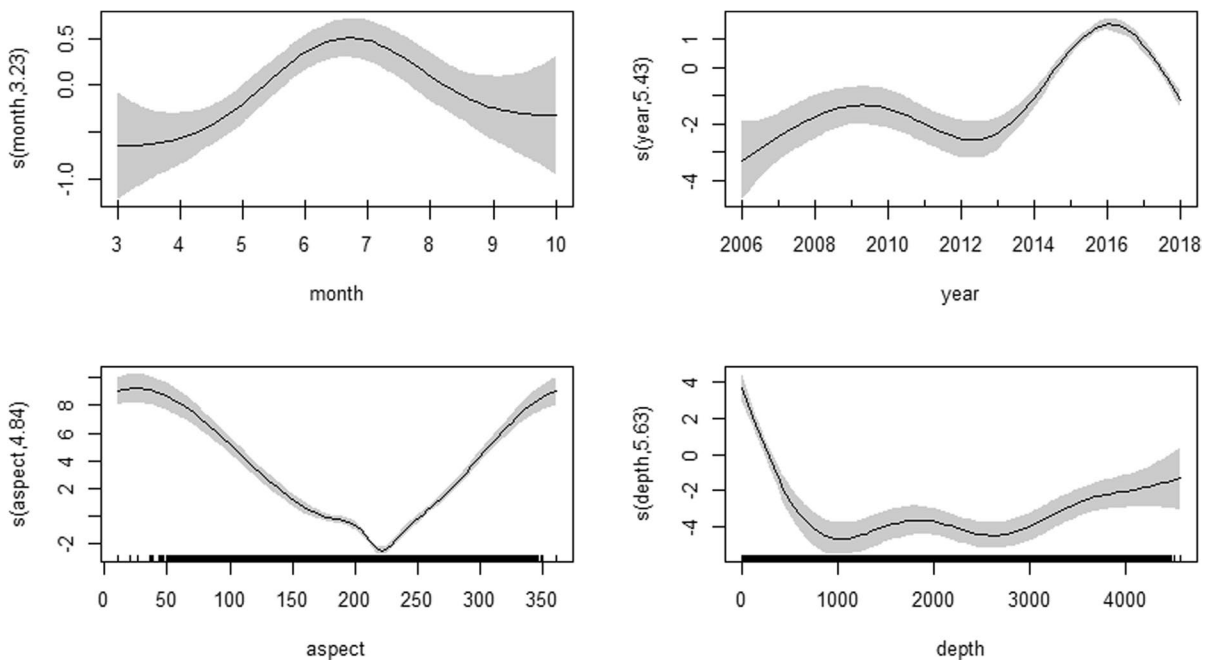 s(month,3.23)
0.5
0.0
-1.0
3 4 5 6 7 8 9 10
month
s(year,5.43)
1
0
-2
-4
2006 2008 2010 2012 2014 2016 2018
year
s(aspect,4.84)
8
6
4
2
-2
0 50 100 150 200 250 300 350
aspect
s(depth,5.63)
4
2
0
-2
-4
0 1000 2000 3000 4000
depth